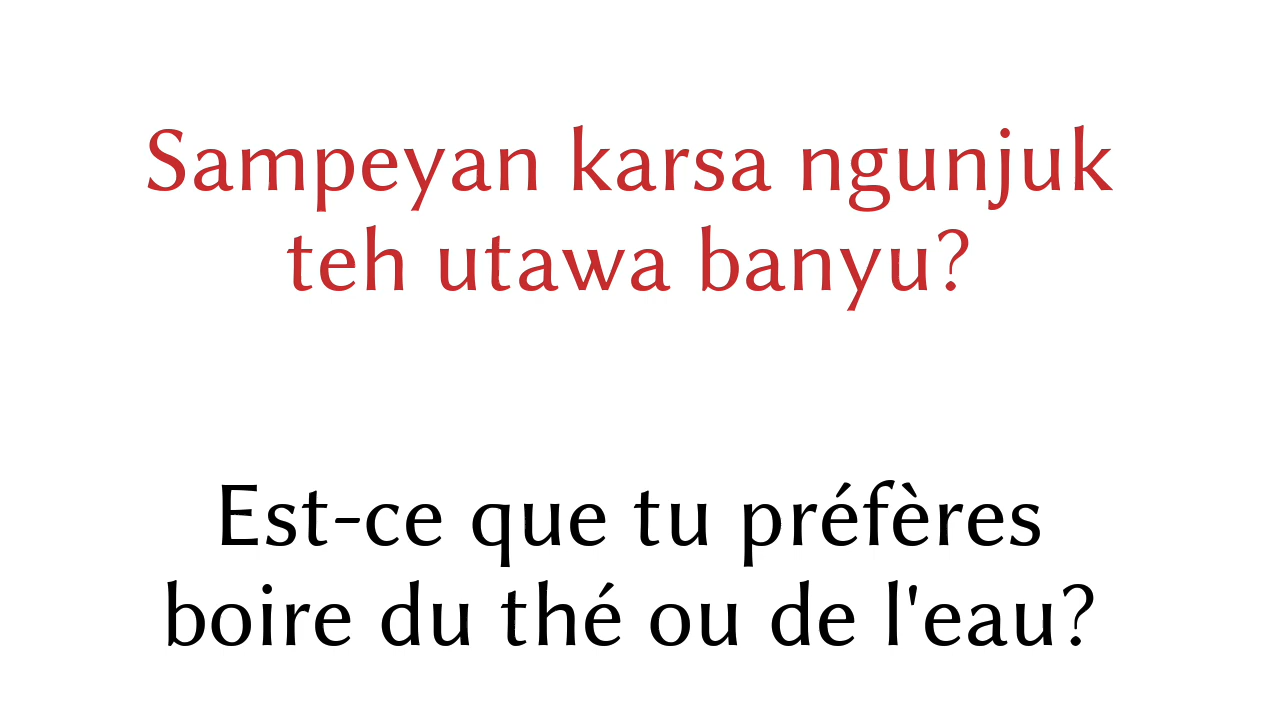 Sampeyan karsa ngunjuk
teh utawa banyu?
Est-ce que tu préfères
boire du thé ou de l'eau?